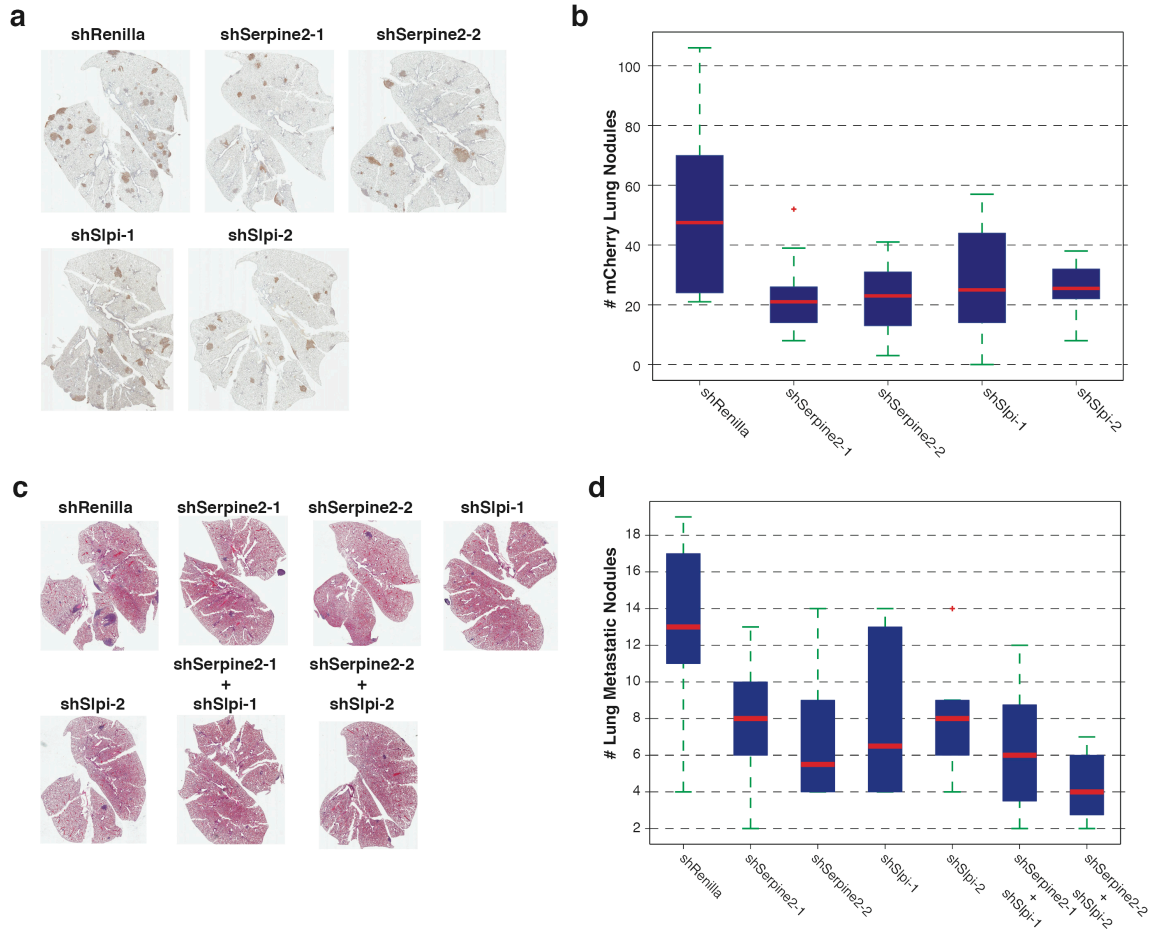 a
shRenilla
shSerpine2-1
shSerpine2-2
shSlpi-1
shSlpi-2
b
# mCherry Lung Nodules
100
80
60
40
20
0
shRenilla
shSerpine2-1
shSerpine2-2
shSlpi-1
shSlpi-2
c
shRenilla
shSerpine2-1
shSerpine2-2
shSlpi-1
shSlpi-2
shSerpine2-1
+
shSlpi-1
shSerpine2-2
+
shSlpi-2
d
# Lung Metastatic Nodules
18
16
14
12
10
8
6
4
2
shRenilla
shSerpine2-1
shSerpine2-2
shSlpi-1
shSlpi-2
shSerpine2-1
+
shSlpi-1
shSerpine2-2
+
shSlpi-2